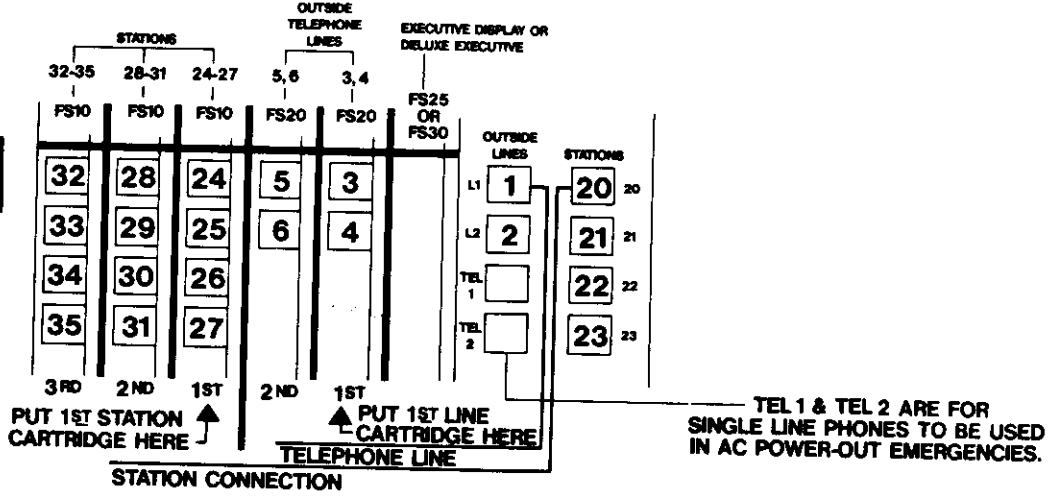 OUTSIDE
TELEPHONE
LINES
STATIONS
EXECUTIVE DISPLAY OR
DELUXE EXECUTIVE
32-35 28-31 24-27 5,6 3,4
FS10 FS10 FS10 FS20 FS20
FS25
OR
FS30
OUTSIDE
LINES
STATIONS
32 28 24 5 3 L1 1 20 20
33 29 25 6 4 L2 2 21 21
34 30 26 TEL 1 22 22
35 31 27 TEL 2 23 23
3RD 2ND 1ST 2ND 1ST
PUT 1ST STATION
CARTRIDGE HERE
PUT 1ST LINE
CARTRIDGE HERE
TELEPHONE LINE
STATION CONNECTION
TEL 1 & TEL 2 ARE FOR
SINGLE LINE PHONES TO BE USED
IN AC POWER-OUT EMERGENCIES.